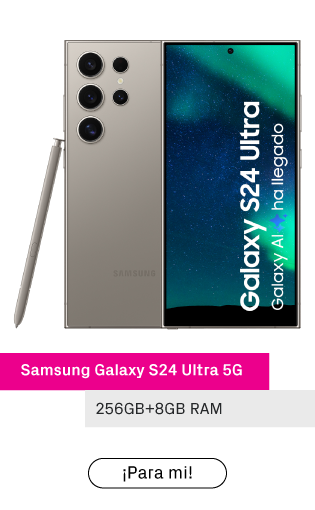 SAMSUNG
Galaxy S24 Ultra
Galaxy AI ha llegado
Samsung Galaxy S24 Ultra 5G
256GB+8GB RAM
¡Para mi!